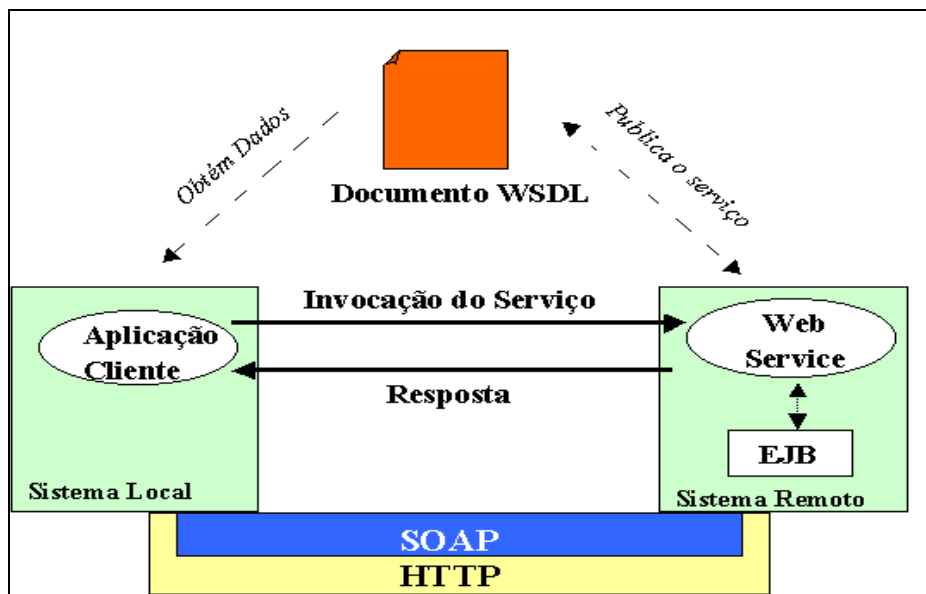 Obtém Dados
Publica o serviço
Documento WSDL
Invocação do Serviço
Aplicação
Cliente
Web
Service
Resposta
EJB
Sistema Local
Sistema Remoto
SOAP
HTTP